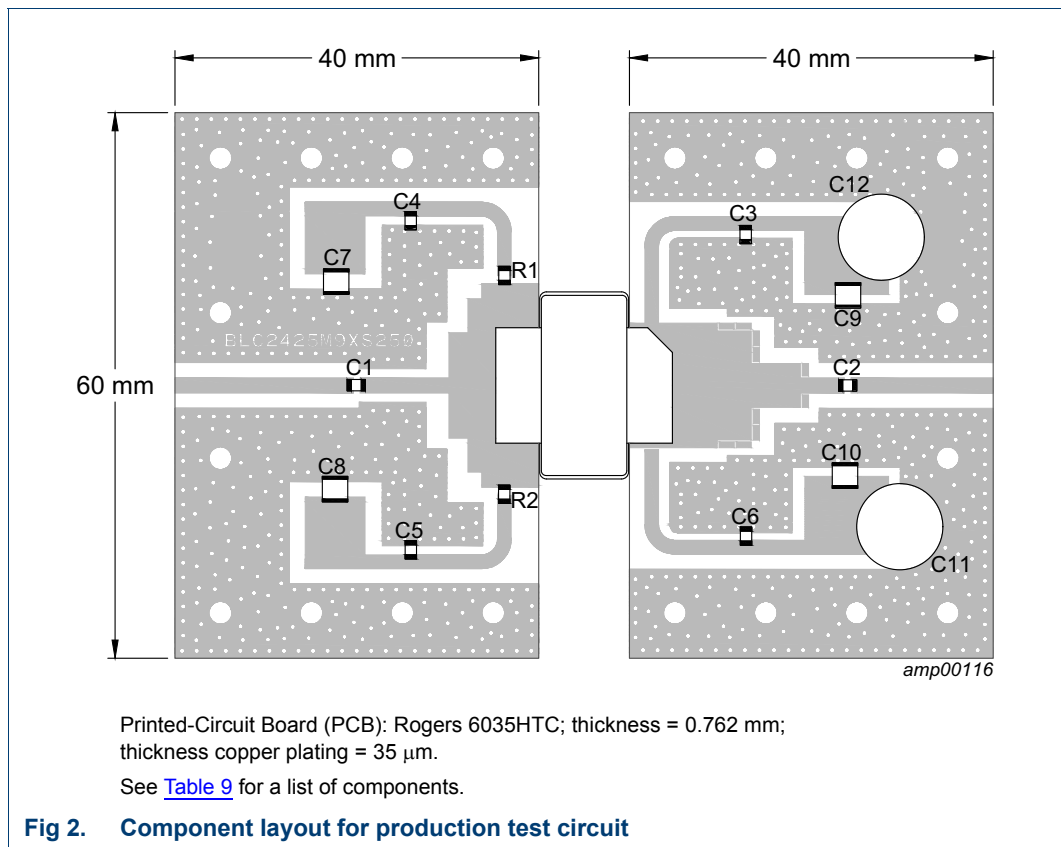 40 mm
40 mm
60 mm
C4
C7
R1
BLC2425M9XS250
C1
C8
C5
R2
C12
C3
C9
C2
C10
C6
C11
amp00116
Printed-Circuit Board (PCB): Rogers 6035HTC; thickness = 0.762 mm;
thickness copper plating = 35 μm.
See Table 9 for a list of components.
Fig 2. Component layout for production test circuit